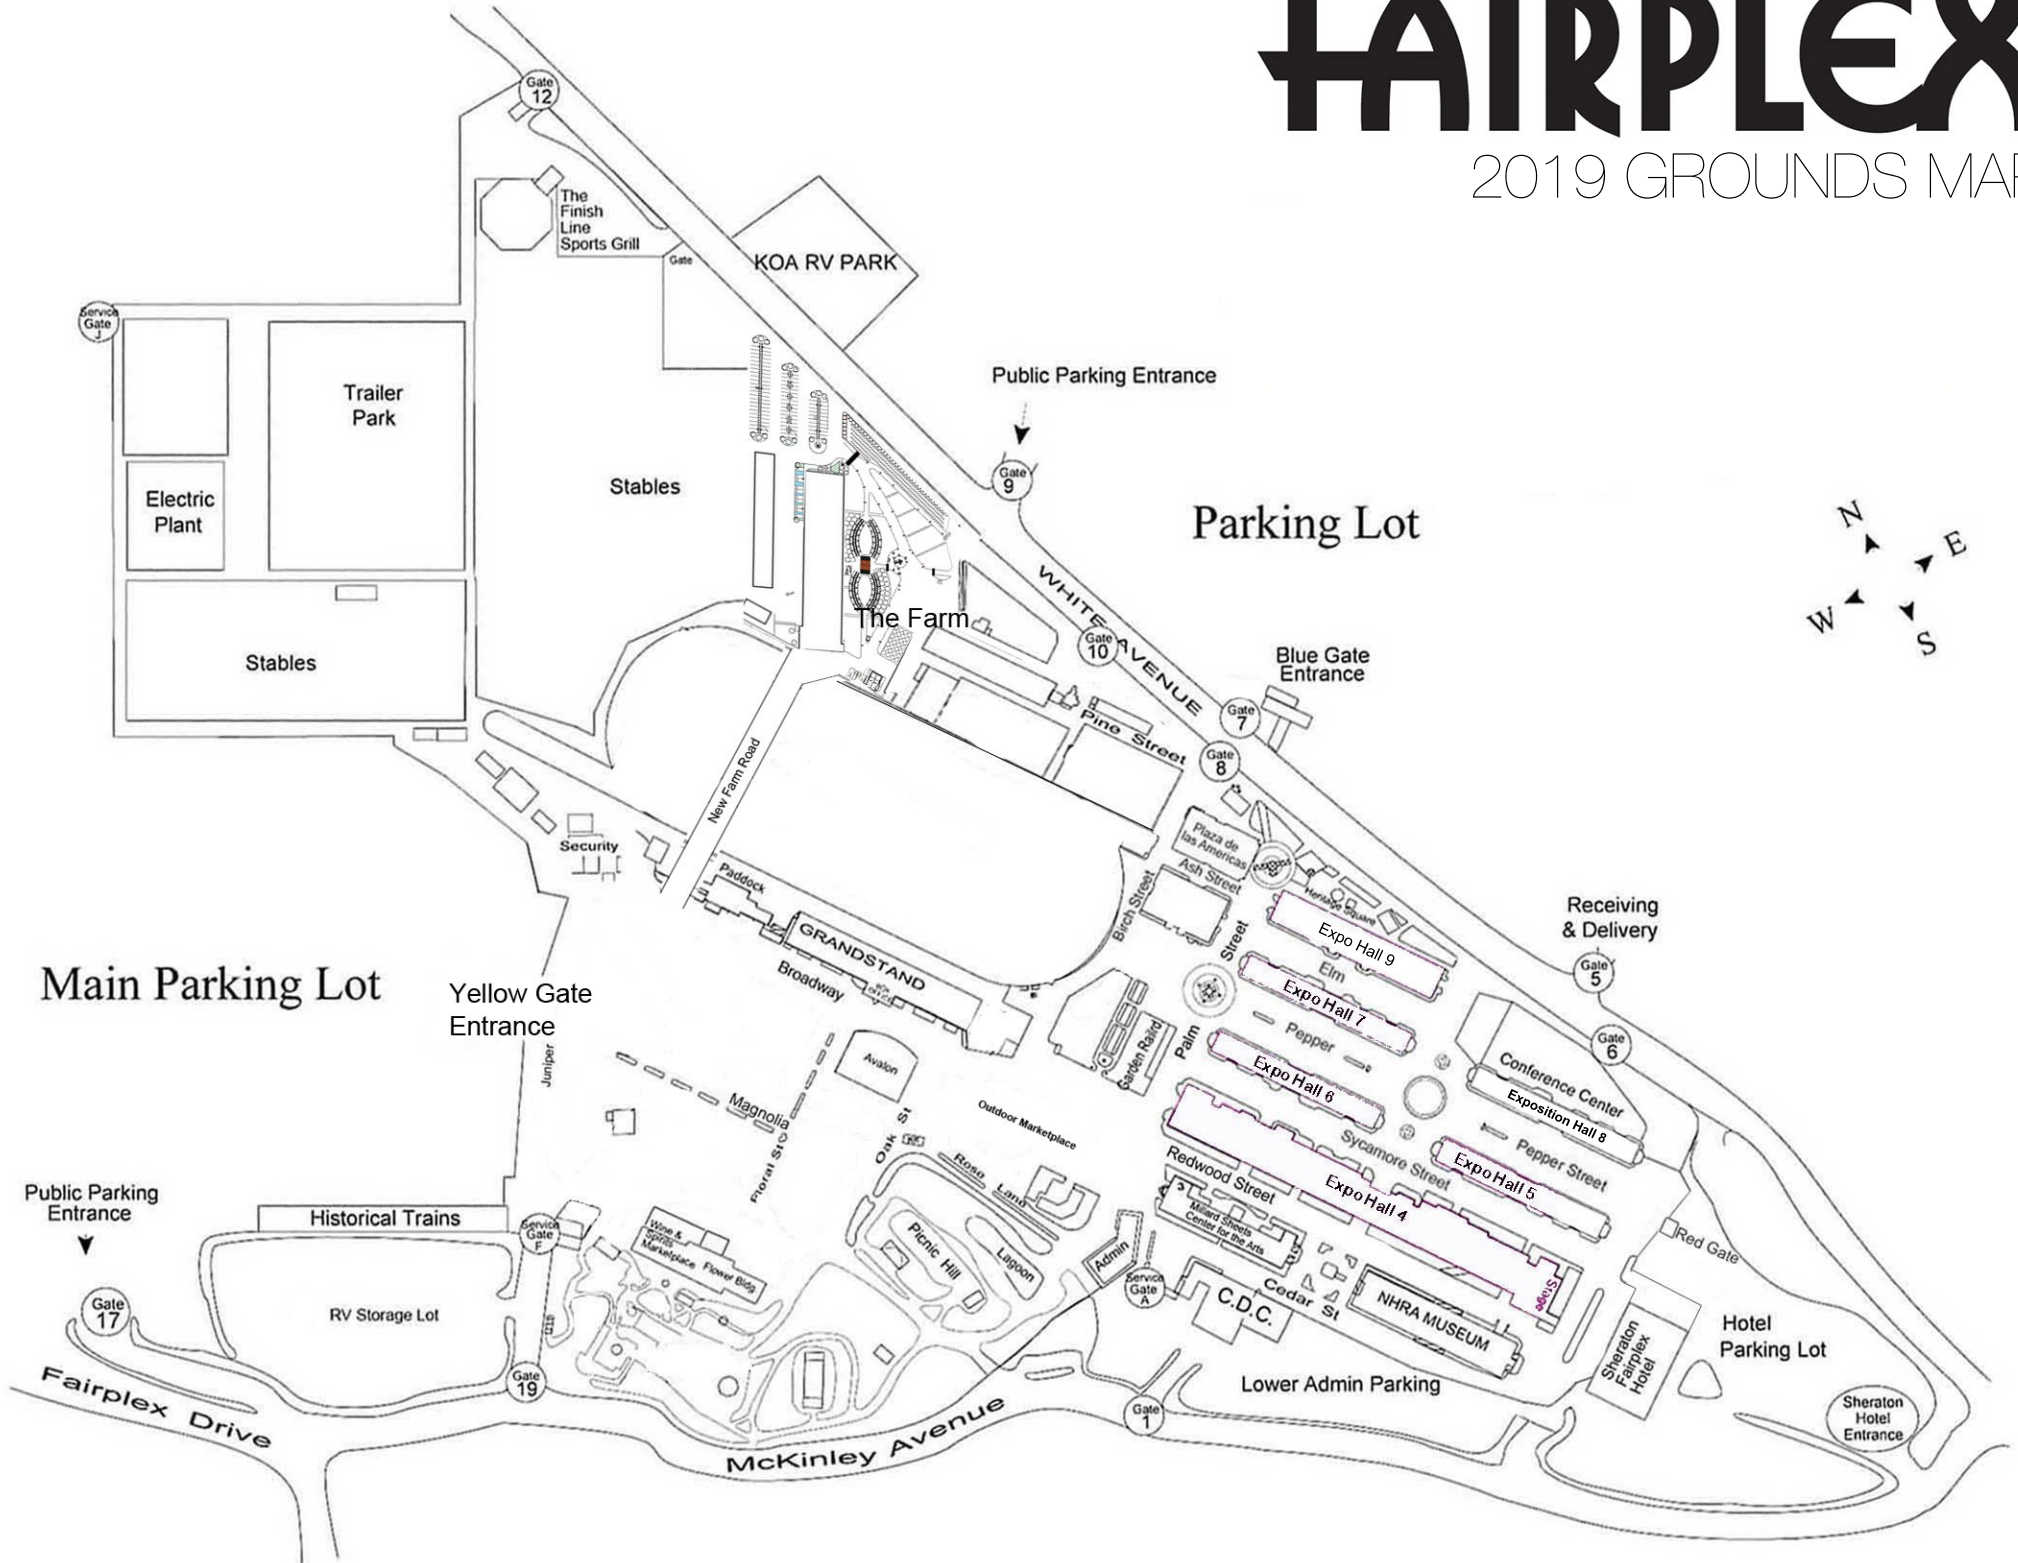 FAIRPLEX
2019 GROUNDS MAP
Gate
12
The
Finish
Line
Sports Grill
Gate
KOA RV PARK
Service
Gate
J
Trailer
Park
Public Parking Entrance
Gate
9
Stables
Electric
Plant
Parking Lot
N
E
W
S
WHITE AVENUE
The Farm
Gate
10
Stables
Blue Gate
Entrance
Gate
7
Pine Street
Gate
8
New Farm Road
Security
Plaza de
las Americas
Ash Street
Paddock
Birch Street
Heritage Square
Receiving
& Delivery
GRANDSTAND
Street
Expo Hall 9
Broadway
Elm
Gate
5
Main Parking Lot
Yellow Gate
Entrance
Expo Hall 7
Palm
Pepper
Gate
6
Juniper
Avalon
Garden Railrd
Expo Hall 6
Conference Center
Exposition Hall 8
Magnolia
Oak St
Outdoor Marketplace
Floral St
Sycamore Street
Pepper Street
Expo Hall 5
Rose
Land
Redwood Street
Expo Hall 4
Public Parking
Entrance
Historical Trains
Service
Gate
F
Wine &
Spirits
Marketplace
Flower Bldg
Picnic Hill
Lagoon
Admin
3
Millard Sheets
Center for the Arts
Red Gate
Service
Gate
A
C.D.C.
Cedar St
NHRA MUSEUM
Stage
Gate
17
RV Storage Lot
Sheraton
Fairplex
Hotel
Hotel
Parking Lot
Gate
19
Lower Admin Parking
Gate
1
Sheraton
Hotel
Entrance
Fairplex Drive
McKinley Avenue